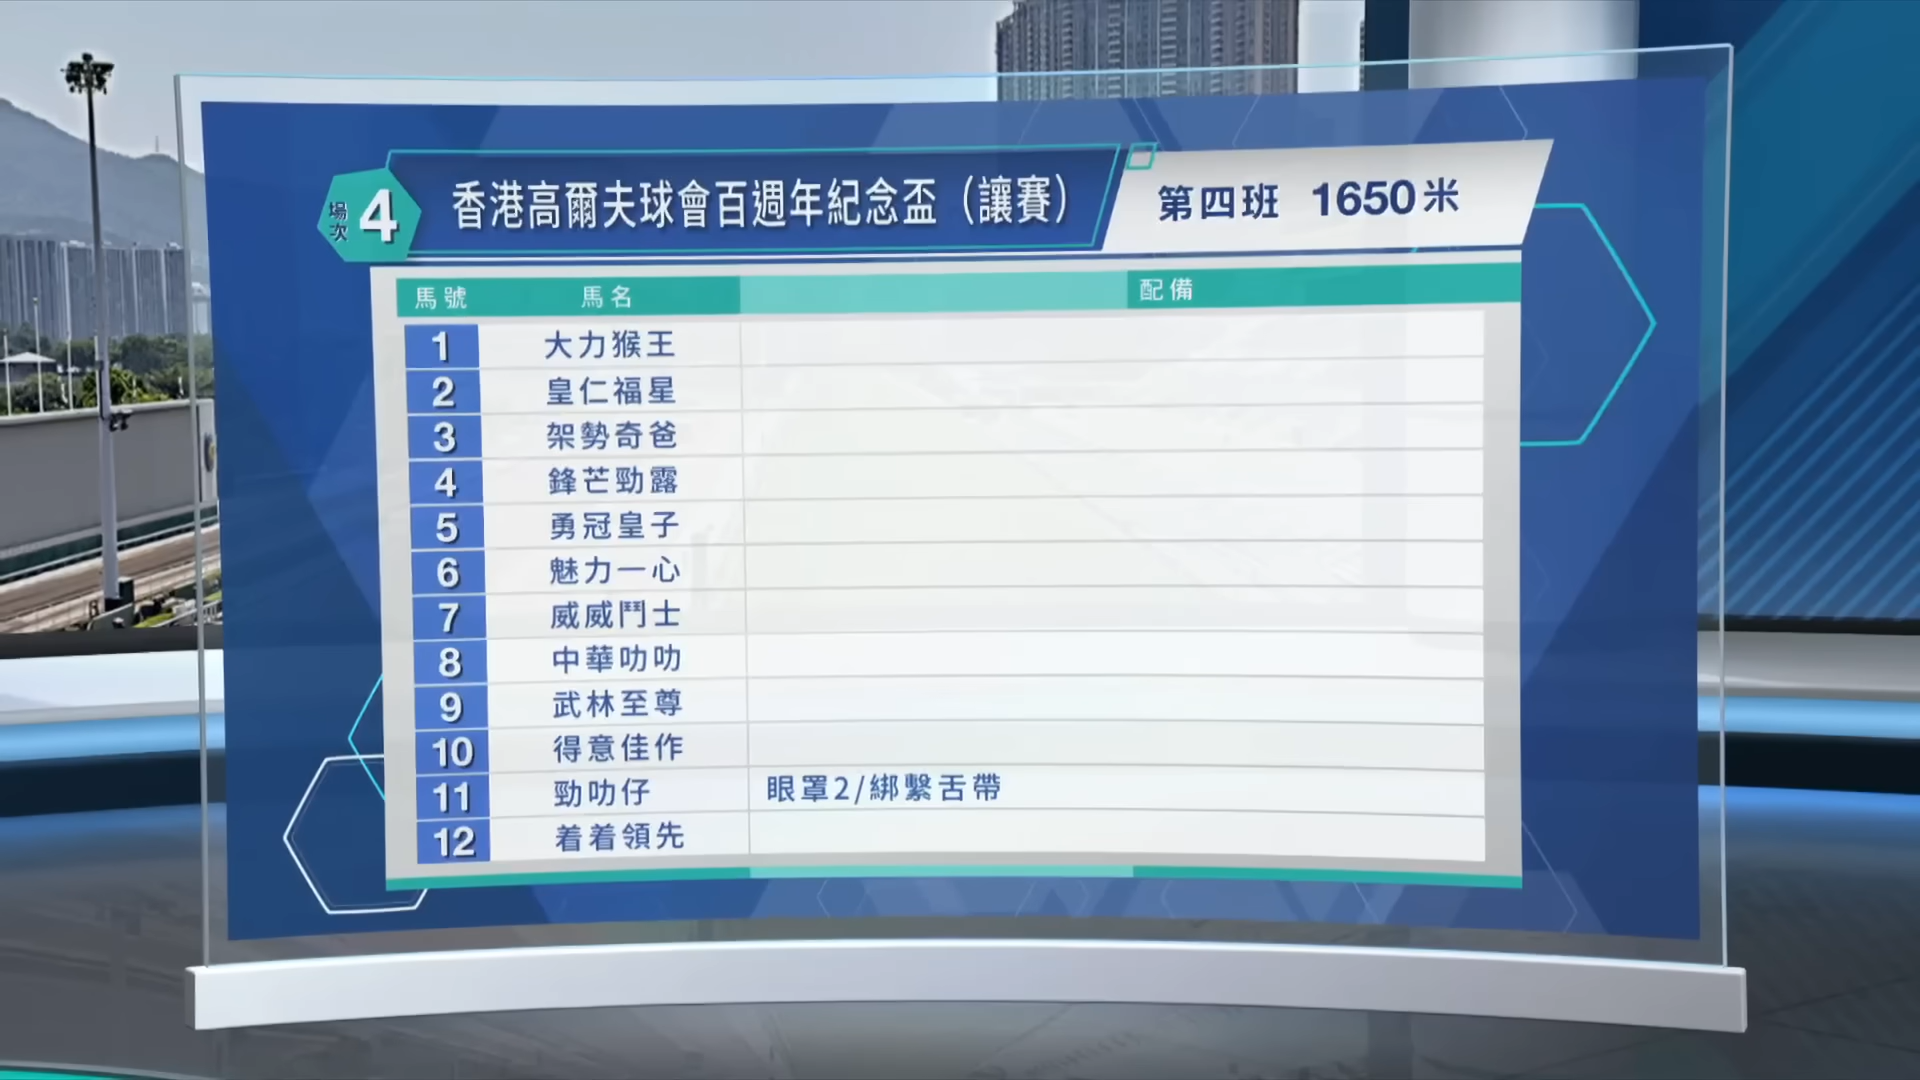 場次 4 香港高爾夫球會百週年紀念盃（讓賽） 第四班 1650米
馬號 馬名 配備
1 大力猴王
2 皇仁福星
3 架勢奇爸
4 鋒芒勁露
5 勇冠皇子
6 魅力一心
7 威威鬥士
8 中華叻叻
9 武林至尊
10 得意佳作
11 勁叻仔 眼罩2/綁繫舌帶
12 着着領先